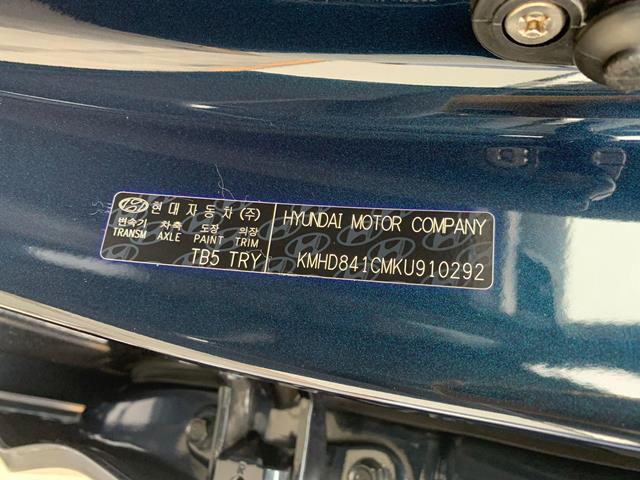 현대자동차(주)
변속기 차축 도장 의장
TRANSM AXLE PAINT TRIM
TB5 TRY
HYUNDAI MOTOR COMPANY
KMHD841CMKU910292